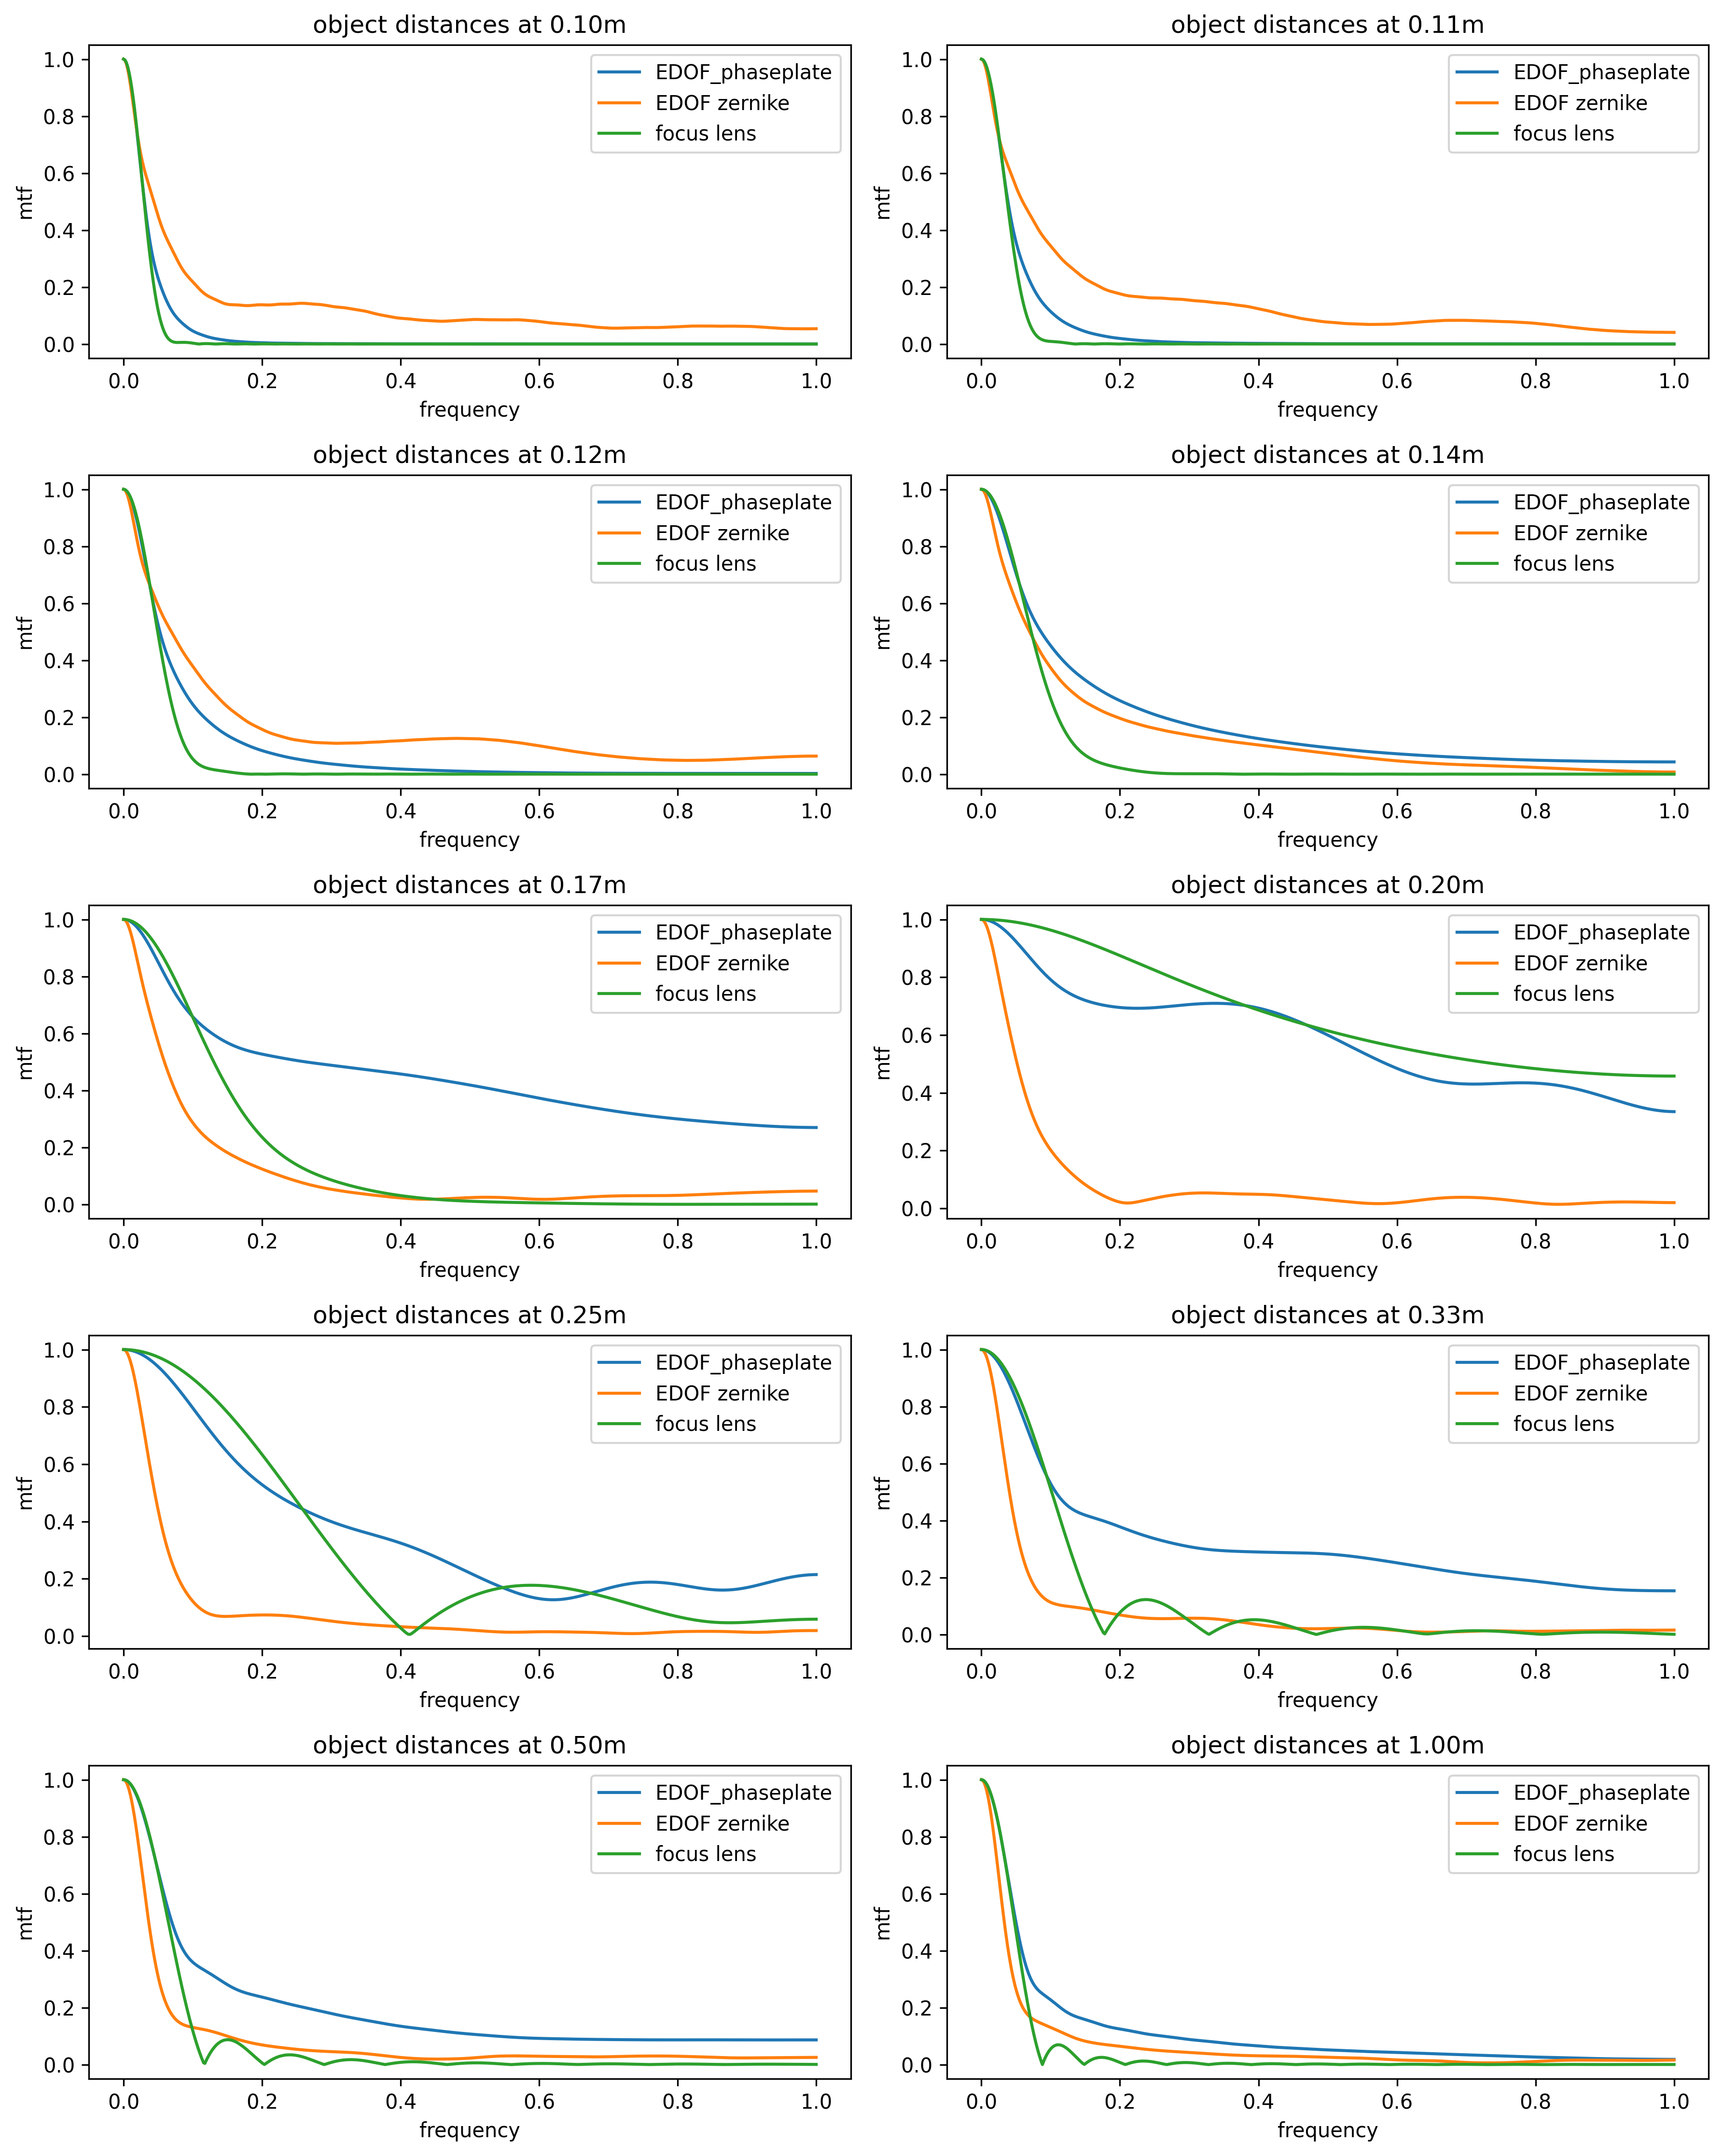 object distances at 0.10m
1.0
0.8
0.6
0.4
0.2
0.0
mtf
EDOF_phaseplate
EDOF zernike
focus lens
0.0 0.2 0.4 0.6 0.8 1.0
frequency
object distances at 0.11m
1.0
0.8
0.6
0.4
0.2
0.0
mtf
EDOF_phaseplate
EDOF zernike
focus lens
0.0 0.2 0.4 0.6 0.8 1.0
frequency
object distances at 0.12m
1.0
0.8
0.6
0.4
0.2
0.0
mtf
EDOF_phaseplate
EDOF zernike
focus lens
0.0 0.2 0.4 0.6 0.8 1.0
frequency
object distances at 0.14m
1.0
0.8
0.6
0.4
0.2
0.0
mtf
EDOF_phaseplate
EDOF zernike
focus lens
0.0 0.2 0.4 0.6 0.8 1.0
frequency
object distances at 0.17m
1.0
0.8
0.6
0.4
0.2
0.0
mtf
EDOF_phaseplate
EDOF zernike
focus lens
0.0 0.2 0.4 0.6 0.8 1.0
frequency
object distances at 0.20m
1.0
0.8
0.6
0.4
0.2
0.0
mtf
EDOF_phaseplate
EDOF zernike
focus lens
0.0 0.2 0.4 0.6 0.8 1.0
frequency
object distances at 0.25m
1.0
0.8
0.6
0.4
0.2
0.0
mtf
EDOF_phaseplate
EDOF zernike
focus lens
0.0 0.2 0.4 0.6 0.8 1.0
frequency
object distances at 0.33m
1.0
0.8
0.6
0.4
0.2
0.0
mtf
EDOF_phaseplate
EDOF zernike
focus lens
0.0 0.2 0.4 0.6 0.8 1.0
frequency
object distances at 0.50m
1.0
0.8
0.6
0.4
0.2
0.0
mtf
EDOF_phaseplate
EDOF zernike
focus lens
0.0 0.2 0.4 0.6 0.8 1.0
frequency
object distances at 1.00m
1.0
0.8
0.6
0.4
0.2
0.0
mtf
EDOF_phaseplate
EDOF zernike
focus lens
0.0 0.2 0.4 0.6 0.8 1.0
frequency